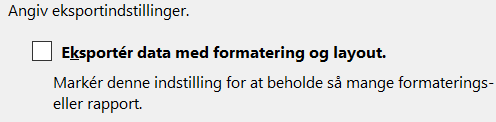 Angiv eksportindstillinger.
Eksportér data med formatering og layout.
Markér denne indstilling for at beholde så mange formaterings-
eller rapport.